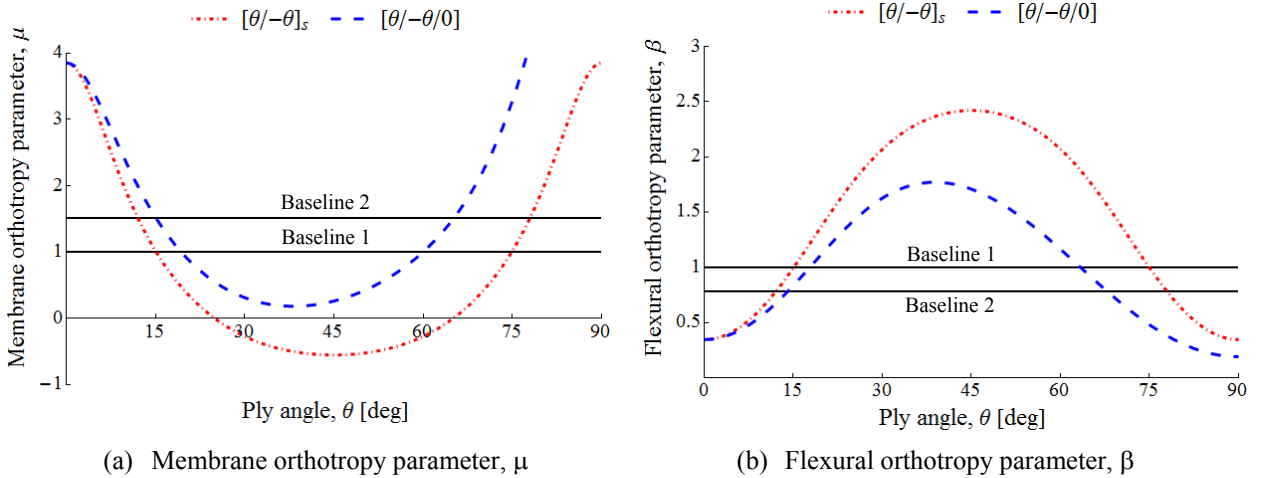 [θ/−θ]ₛ [θ/−θ/0]
Membrane orthotropy parameter, μ
4
3
2
1
0
−1
Baseline 2
Baseline 1
15 30 45 60 75 90
Ply angle, θ [deg]
(a) Membrane orthotropy parameter, μ
[θ/−θ]ₛ [θ/−θ/0]
Flexural orthotropy parameter, β
3
2.5
2
1.5
1
0.5
Baseline 1
Baseline 2
0 15 30 45 60 75 90
Ply angle, θ [deg]
(b) Flexural orthotropy parameter, β